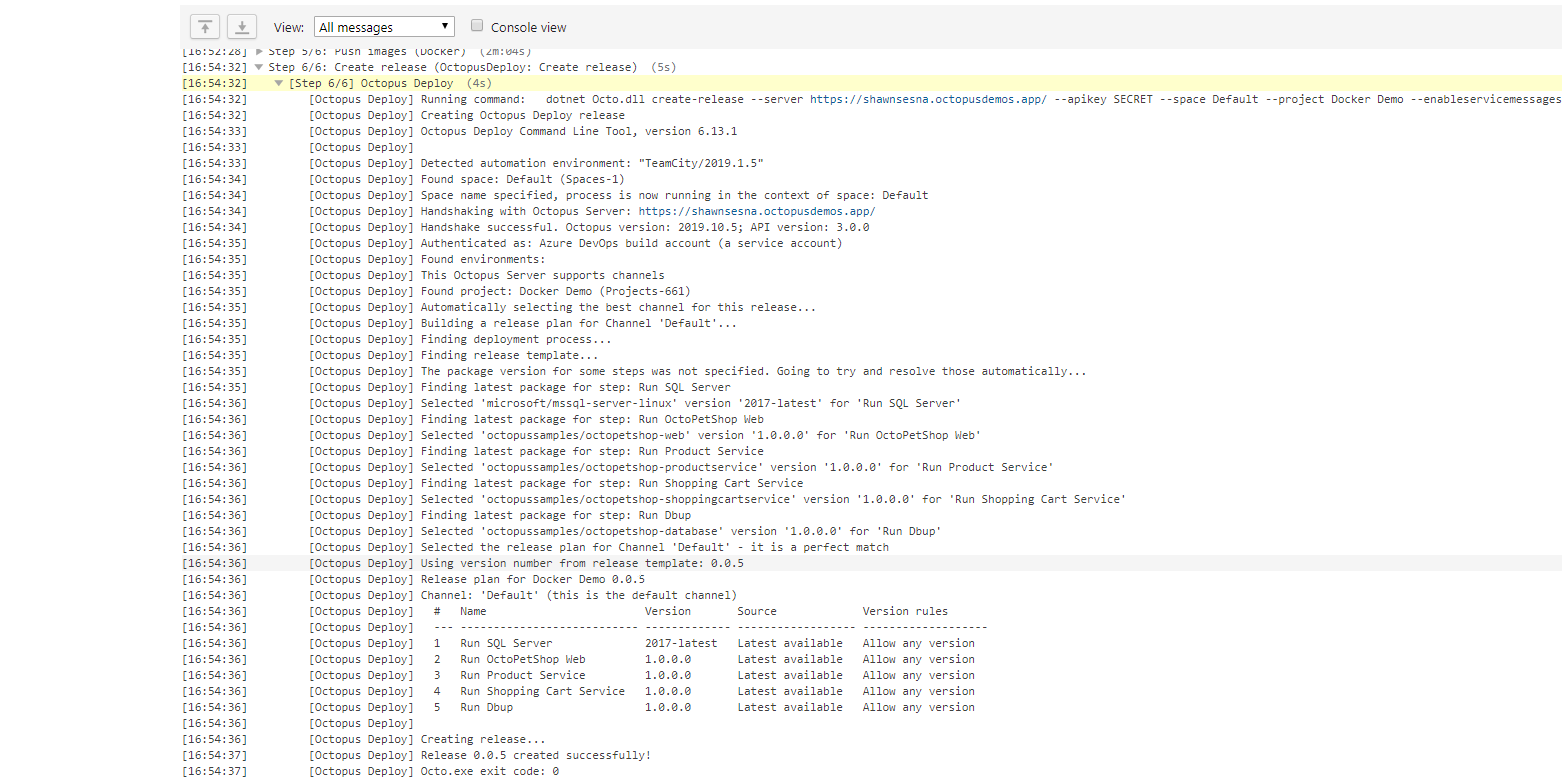 View: All messages Console view
[16:52:28] Step 5/6: Push images (Docker) (2m:04s)
[16:54:32] Step 6/6: Create release (OctopusDeploy: Create release) (5s)
[16:54:32] [Step 6/6] Octopus Deploy (4s)
[16:54:32] [Octopus Deploy] Running command: dotnet Octo.dll create-release --server https://shawnsesna.octopusdemos.app/ --apikey SECRET --space Default --project Docker Demo --enableservicemessages
[16:54:32] [Octopus Deploy] Creating Octopus Deploy release
[16:54:33] [Octopus Deploy] Octopus Deploy Command Line Tool, version 6.13.1
[16:54:33] [Octopus Deploy]
[16:54:33] [Octopus Deploy] Detected automation environment: "TeamCity/2019.1.5"
[16:54:34] [Octopus Deploy] Found space: Default (Spaces-1)
[16:54:34] [Octopus Deploy] Space name specified, process is now running in the context of space: Default
[16:54:34] [Octopus Deploy] Handshaking with Octopus Server: https://shawnsesna.octopusdemos.app/
[16:54:34] [Octopus Deploy] Handshake successful. Octopus version: 2019.10.5; API version: 3.0.0
[16:54:35] [Octopus Deploy] Authenticated as: Azure DevOps build account (a service account)
[16:54:35] [Octopus Deploy] Found environments:
[16:54:35] [Octopus Deploy] This Octopus Server supports channels
[16:54:35] [Octopus Deploy] Found project: Docker Demo (Projects-661)
[16:54:35] [Octopus Deploy] Automatically selecting the best channel for this release...
[16:54:35] [Octopus Deploy] Building a release plan for Channel 'Default'...
[16:54:35] [Octopus Deploy] Finding deployment process...
[16:54:35] [Octopus Deploy] Finding release template...
[16:54:35] [Octopus Deploy] The package version for some steps was not specified. Going to try and resolve those automatically...
[16:54:35] [Octopus Deploy] Finding latest package for step: Run SQL Server
[16:54:36] [Octopus Deploy] Selected 'microsoft/mssql-server-linux' version '2017-latest' for 'Run SQL Server'
[16:54:36] [Octopus Deploy] Finding latest package for step: Run OctoPetShop Web
[16:54:36] [Octopus Deploy] Selected 'octopussamples/octopetshop-web' version '1.0.0.0' for 'Run OctoPetShop Web'
[16:54:36] [Octopus Deploy] Finding latest package for step: Run Product Service
[16:54:36] [Octopus Deploy] Selected 'octopussamples/octopetshop-productservice' version '1.0.0.0' for 'Run Product Service'
[16:54:36] [Octopus Deploy] Finding latest package for step: Run Shopping Cart Service
[16:54:36] [Octopus Deploy] Selected 'octopussamples/octopetshop-shoppingcartservice' version '1.0.0.0' for 'Run Shopping Cart Service'
[16:54:36] [Octopus Deploy] Finding latest package for step: Run Dbup
[16:54:36] [Octopus Deploy] Selected 'octopussamples/octopetshop-database' version '1.0.0.0' for 'Run Dbup'
[16:54:36] [Octopus Deploy] Selected the release plan for Channel 'Default' - it is a perfect match
[16:54:36] [Octopus Deploy] Using version number from release template: 0.0.5
[16:54:36] [Octopus Deploy] Release plan for Docker Demo 0.0.5
[16:54:36] [Octopus Deploy] Channel: 'Default' (this is the default channel)
[16:54:36] [Octopus Deploy] # Name Version Source Version rules
[16:54:36] [Octopus Deploy] --- --------------------------- ------------- ------------------ -------------------
[16:54:36] [Octopus Deploy] 1 Run SQL Server 2017-latest Latest available Allow any version
[16:54:36] [Octopus Deploy] 2 Run OctoPetShop Web 1.0.0.0 Latest available Allow any version
[16:54:36] [Octopus Deploy] 3 Run Product Service 1.0.0.0 Latest available Allow any version
[16:54:36] [Octopus Deploy] 4 Run Shopping Cart Service 1.0.0.0 Latest available Allow any version
[16:54:36] [Octopus Deploy] 5 Run Dbup 1.0.0.0 Latest available Allow any version
[16:54:36] [Octopus Deploy]
[16:54:36] [Octopus Deploy] Creating release...
[16:54:37] [Octopus Deploy] Release 0.0.5 created successfully!
[16:54:37] [Octopus Deploy] Octo.exe exit code: 0